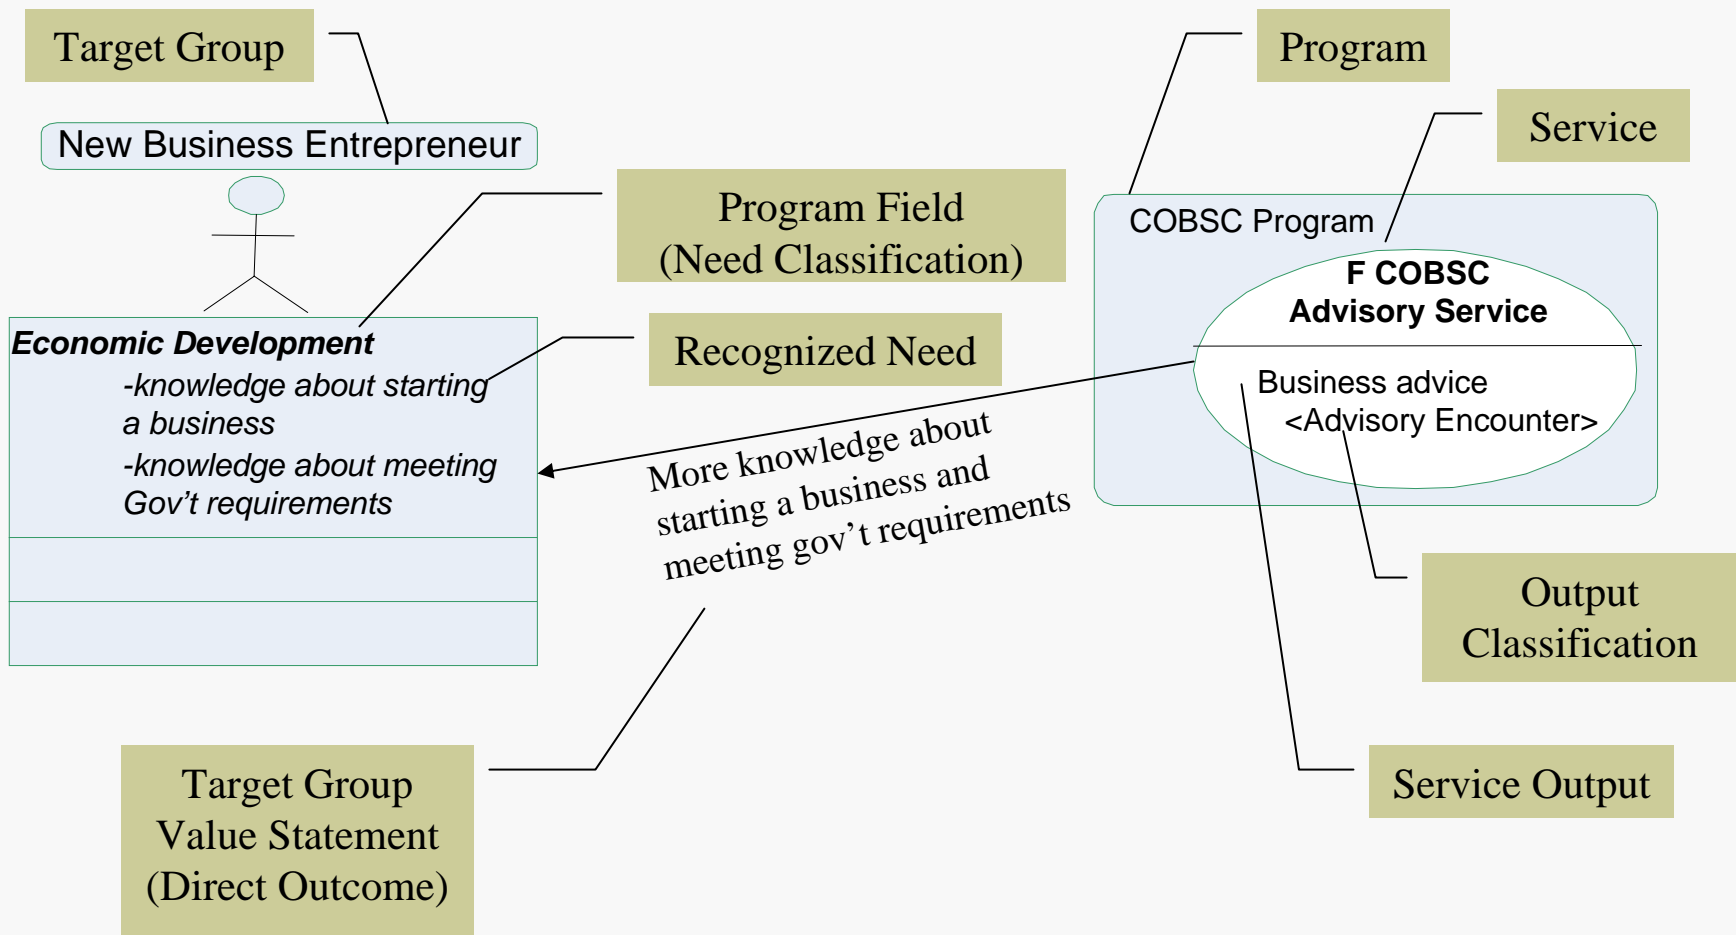 Target Group
New Business Entrepreneur
Program Field
(Need Classification)
Economic Development
-knowledge about starting
a business
-knowledge about meeting
Gov’t requirements
Recognized Need
More knowledge about
starting a business and
meeting gov’t requirements
Target Group
Value Statement
(Direct Outcome)
Program
Service
COBSC Program
F COBSC
Advisory Service
Business advice
<Advisory Encounter>
Output
Classification
Service Output